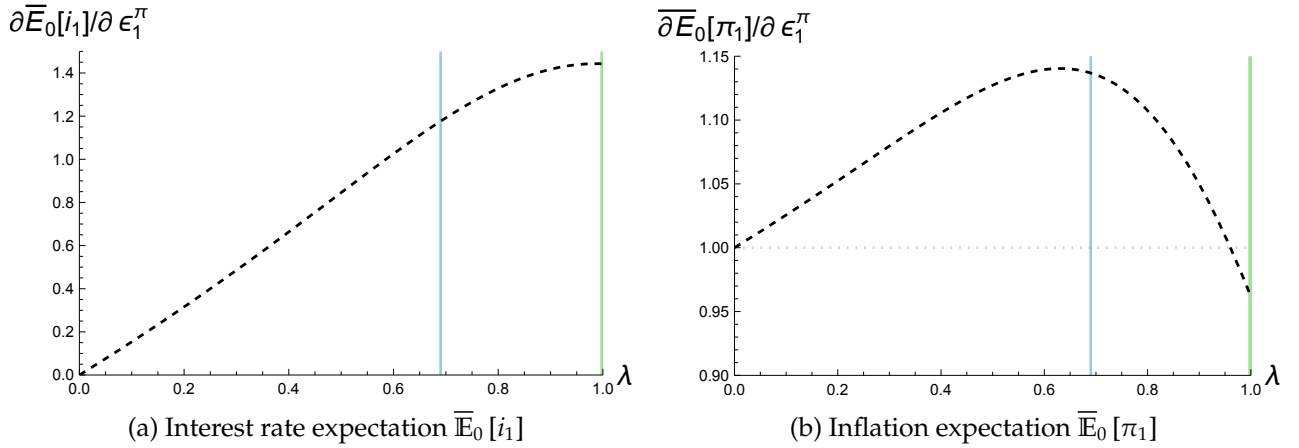 ∂Ē₀[i₁]/∂ ϵ₁^π
1.4
1.2
1.0
0.8
0.6
0.4
0.2
0.0
0.0 0.2 0.4 0.6 0.8 1.0 λ
(a) Interest rate expectation 𝔼̅₀ [i₁]
∂E̅₀[π₁]/∂ ϵ₁^π
1.15
1.10
1.05
1.00
0.95
0.90
0.0 0.2 0.4 0.6 0.8 1.0 λ
(b) Inflation expectation 𝔼̅₀ [π₁]